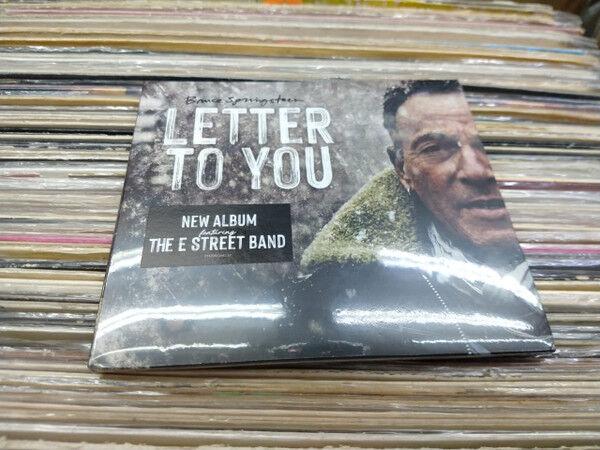 Bruce Springsteen
LETTER
TO YOU
NEW ALBUM
featuring
THE E STREET BAND